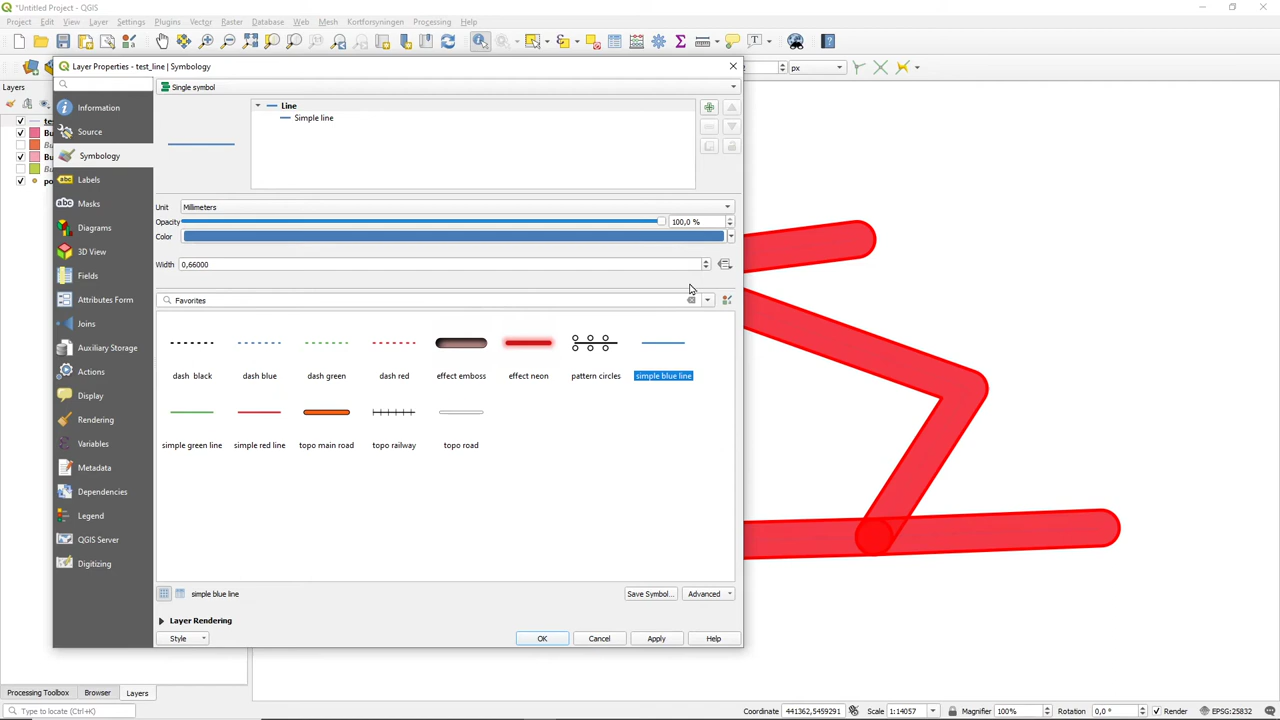 *Untitled Project - QGIS
Project Edit View Layer Settings Plugins Vector Raster Database Web Mesh Kortforsyningen Processing Help
Layer Properties - test_line | Symbology
px
Layers
Single symbol
Information
Line
Simple line
Source
Symbology
Labels
Masks
Unit Millimeters
Opacity 100,0 %
Diagrams
Color
3D View
Width 0,66000
Fields
Attributes Form
Favorites
Joins
Auxiliary Storage
Actions
dash black dash blue dash green dash red effect emboss effect neon pattern circles simple blue line
Display
Rendering
Variables
simple green line simple red line topo main road topo railway topo road
Metadata
Dependencies
Legend
QGIS Server
Digitizing
simple blue line Save Symbol... Advanced
Layer Rendering
Style OK Cancel Apply Help
Processing Toolbox Browser Layers
Type to locate (Ctrl+K) Coordinate 441362,5459291 Scale 1:14057 Magnifier 100% Rotation 0,0 ° Render EPSG:25832